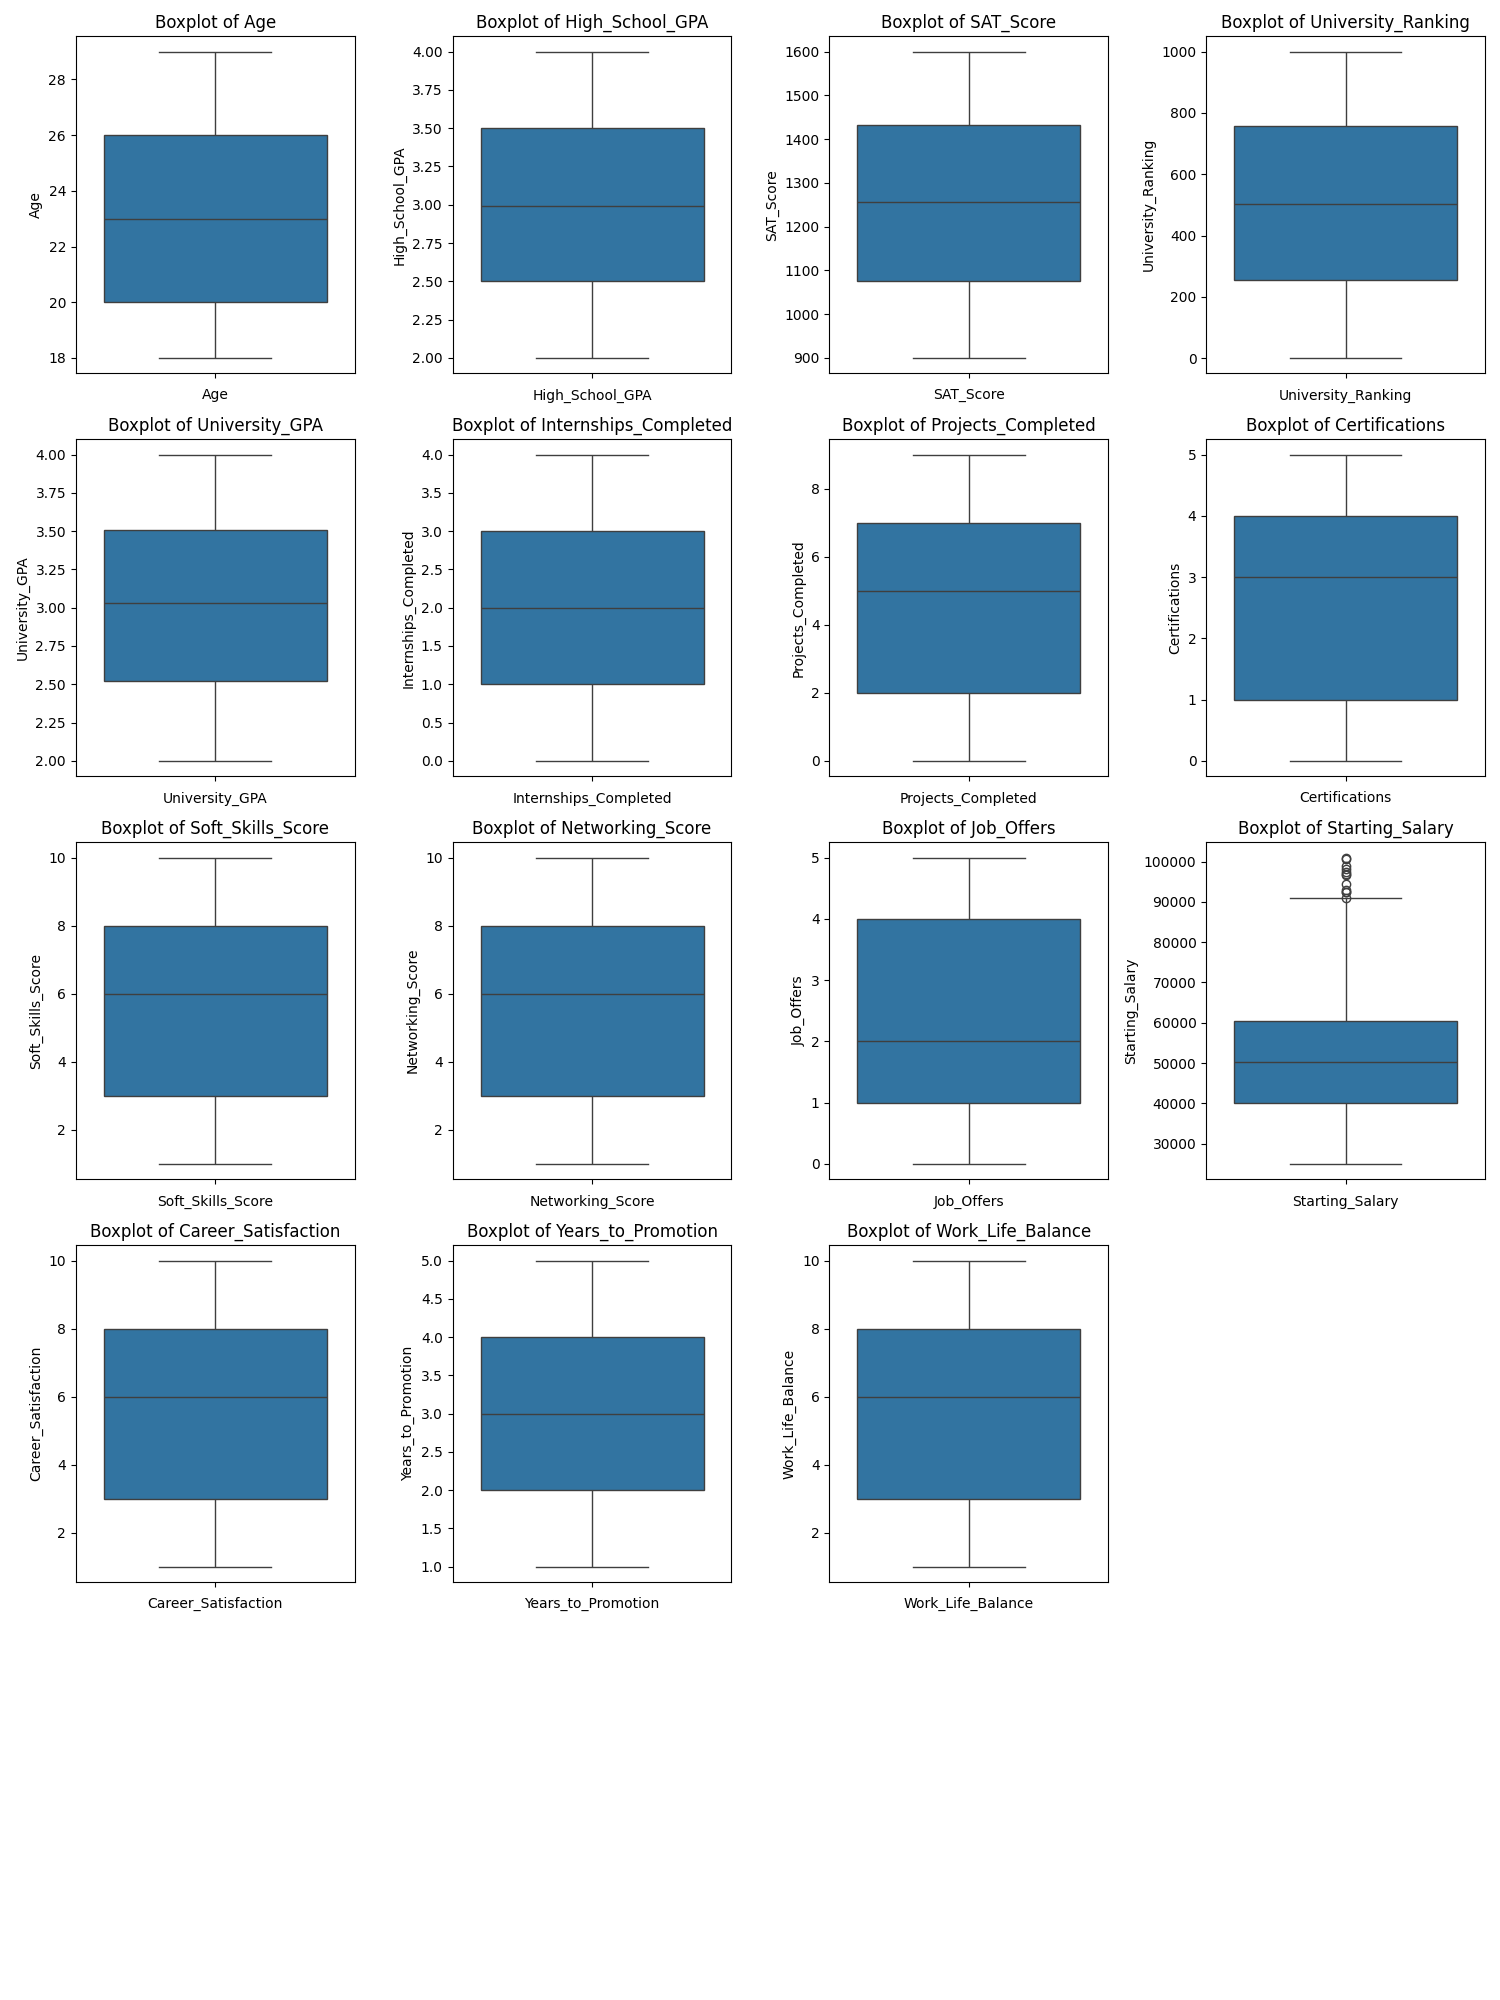 Boxplot of Age
28
26
24
22
20
18
Age
Age
Boxplot of High_School_GPA
4.00
3.75
3.50
3.25
3.00
2.75
2.50
2.25
2.00
High_School_GPA
High_School_GPA
Boxplot of SAT_Score
1600
1500
1400
1300
1200
1100
1000
900
SAT_Score
SAT_Score
Boxplot of University_Ranking
1000
800
600
400
200
0
University_Ranking
University_Ranking
Boxplot of University_GPA
4.00
3.75
3.50
3.25
3.00
2.75
2.50
2.25
2.00
University_GPA
University_GPA
Boxplot of Internships_Completed
4.0
3.5
3.0
2.5
2.0
1.5
1.0
0.5
0.0
Internships_Completed
Internships_Completed
Boxplot of Projects_Completed
8
6
4
2
0
Projects_Completed
Projects_Completed
Boxplot of Certifications
5
4
3
2
1
0
Certifications
Certifications
Boxplot of Soft_Skills_Score
10
8
6
4
2
Soft_Skills_Score
Soft_Skills_Score
Boxplot of Networking_Score
10
8
6
4
2
Networking_Score
Networking_Score
Boxplot of Job_Offers
5
4
3
2
1
0
Job_Offers
Job_Offers
Boxplot of Starting_Salary
100000
90000
80000
70000
60000
50000
40000
30000
Starting_Salary
Starting_Salary
Boxplot of Career_Satisfaction
10
8
6
4
2
Career_Satisfaction
Career_Satisfaction
Boxplot of Years_to_Promotion
5.0
4.5
4.0
3.5
3.0
2.5
2.0
1.5
1.0
Years_to_Promotion
Years_to_Promotion
Boxplot of Work_Life_Balance
10
8
6
4
2
Work_Life_Balance
Work_Life_Balance